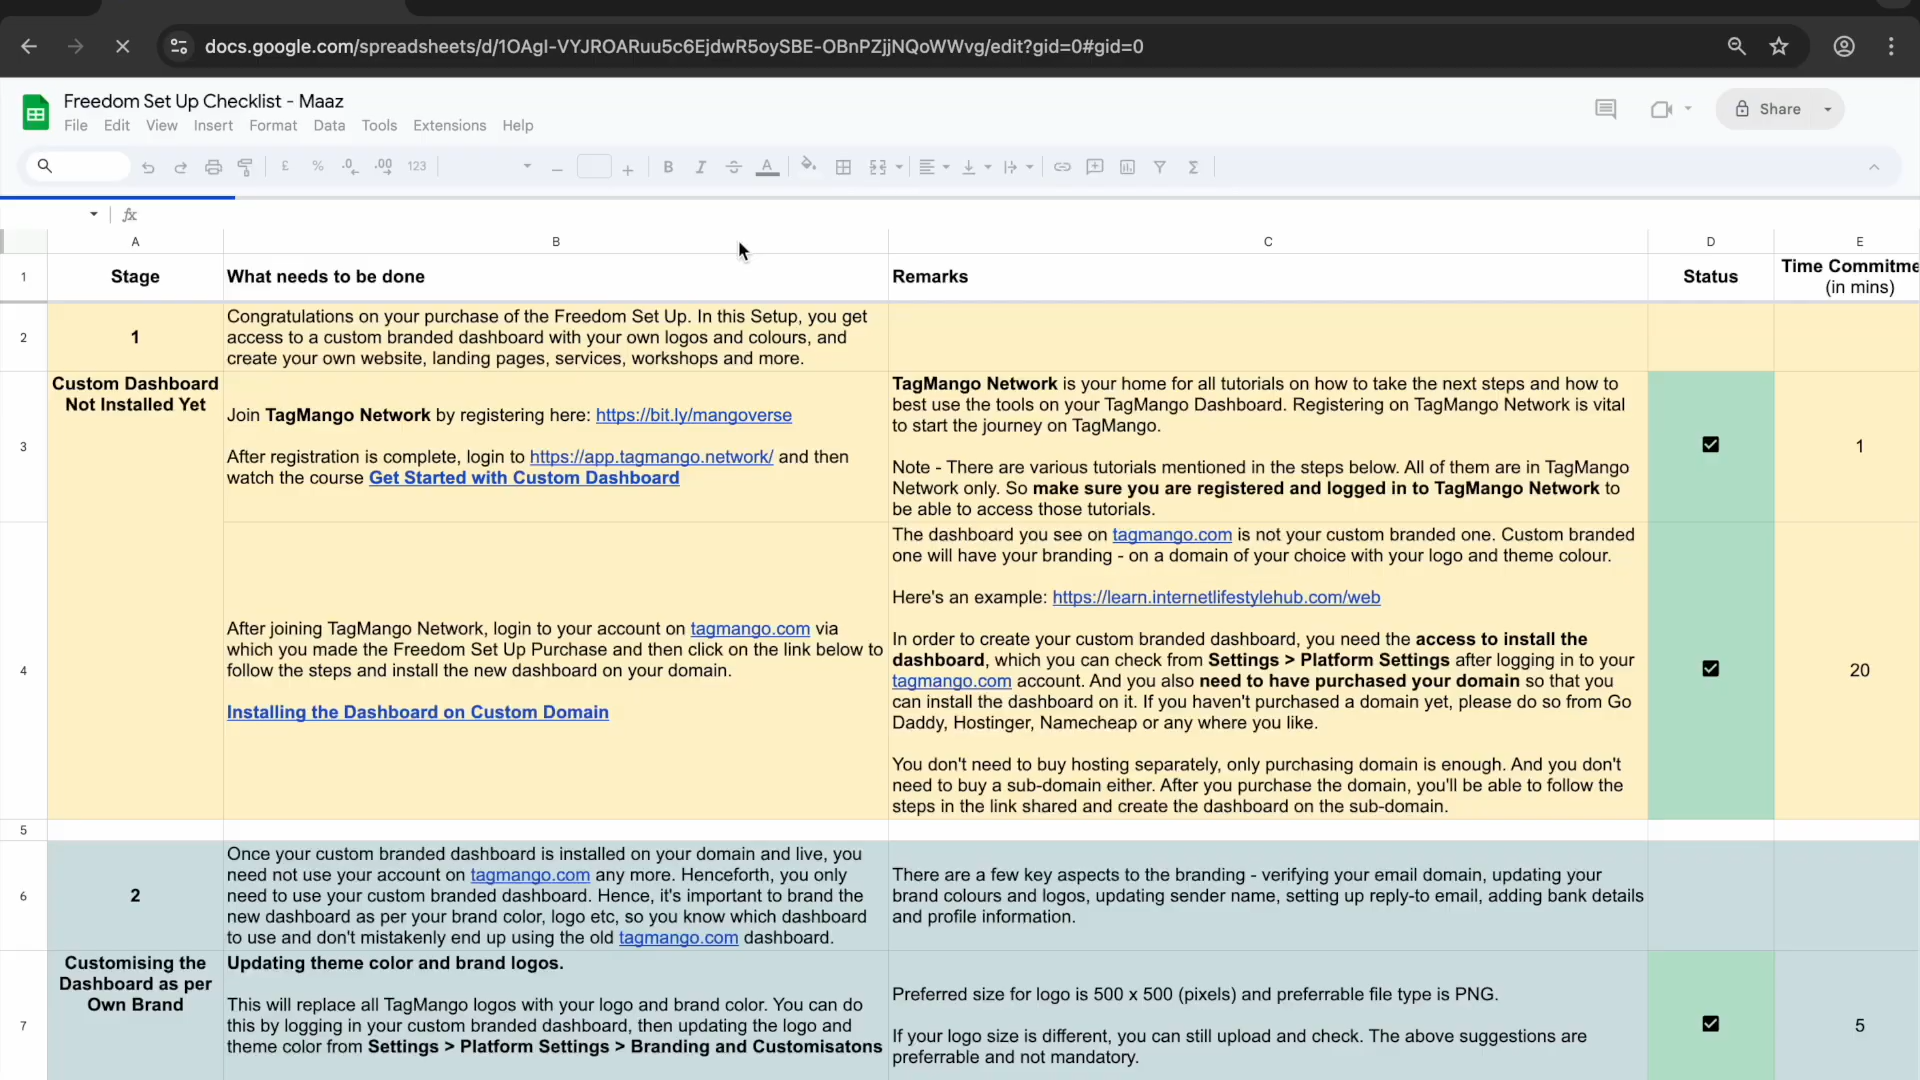 docs.google.com/spreadsheets/d/1OAgI-VYJROARuu5c6EjdwR5oySBE-OBnPZjjNQoWWvg/edit?gid=0#gid=0
Freedom Set Up Checklist - Maaz
File Edit View Insert Format Data Tools Extensions Help
Share
£ % .0 .00 123
A B C D E
1 Stage What needs to be done Remarks Status Time Commitme
(in mins)
2
1
Congratulations on your purchase of the Freedom Set Up. In this Setup, you get
access to a custom branded dashboard with your own logos and colours, and
create your own website, landing pages, services, workshops and more.
3
Custom Dashboard
Not Installed Yet
Join TagMango Network by registering here: https://bit.ly/mangoverse
After registration is complete, login to https://app.tagmango.network/ and then
watch the course Get Started with Custom Dashboard
TagMango Network is your home for all tutorials on how to take the next steps and how to
best use the tools on your TagMango Dashboard. Registering on TagMango Network is vital
to start the journey on TagMango.
Note - There are various tutorials mentioned in the steps below. All of them are in TagMango
Network only. So make sure you are registered and logged in to TagMango Network to
be able to access those tutorials.
1
4
After joining TagMango Network, login to your account on tagmango.com via
which you made the Freedom Set Up Purchase and then click on the link below to
follow the steps and install the new dashboard on your domain.
Installing the Dashboard on Custom Domain
The dashboard you see on tagmango.com is not your custom branded one. Custom branded
one will have your branding - on a domain of your choice with your logo and theme colour.
Here's an example: https://learn.internetlifestylehub.com/web
In order to create your custom branded dashboard, you need the access to install the
dashboard, which you can check from Settings > Platform Settings after logging in to your
tagmango.com account. And you also need to have purchased your domain so that you
can install the dashboard on it. If you haven't purchased a domain yet, please do so from Go
Daddy, Hostinger, Namecheap or any where you like.
You don't need to buy hosting separately, only purchasing domain is enough. And you don't
need to buy a sub-domain either. After you purchase the domain, you'll be able to follow the
steps in the link shared and create the dashboard on the sub-domain.
20
5
6
2
Once your custom branded dashboard is installed on your domain and live, you
need not use your account on tagmango.com any more. Henceforth, you only
need to use your custom branded dashboard. Hence, it's important to brand the
new dashboard as per your brand color, logo etc, so you know which dashboard
to use and don't mistakenly end up using the old tagmango.com dashboard.
There are a few key aspects to the branding - verifying your email domain, updating your
brand colours and logos, updating sender name, setting up reply-to email, adding bank details
and profile information.
7
Customising the
Dashboard as per
Own Brand
Updating theme color and brand logos.
This will replace all TagMango logos with your logo and brand color. You can do
this by logging in your custom branded dashboard, then updating the logo and
theme color from Settings > Platform Settings > Branding and Customisatons
Preferred size for logo is 500 x 500 (pixels) and preferrable file type is PNG.
If your logo size is different, you can still upload and check. The above suggestions are
preferrable and not mandatory.
5